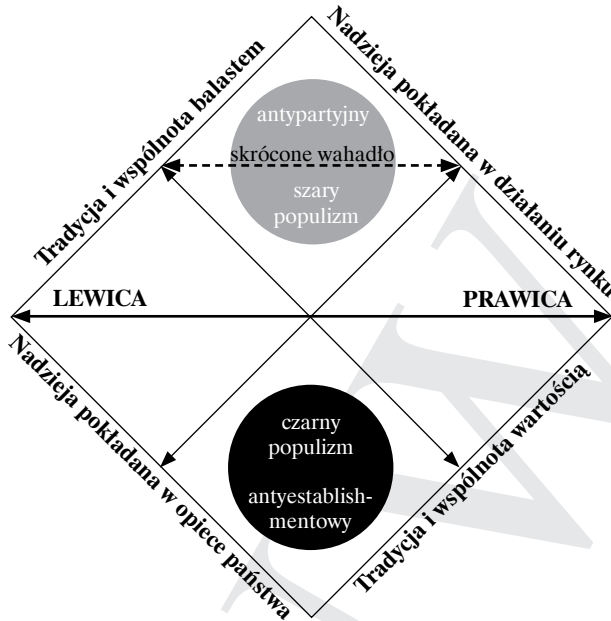 Tradycja i wspólnota balastem
Nadzieja pokładana w działaniu rynku
antypartyjny
skrócone wahadło
szary
populizm
LEWICA
PRAWICA
Nadzieja pokładana w opiece państwa
Tradycja i wspólnota wartością
czarny
populizm
antyestablish-
mentowy